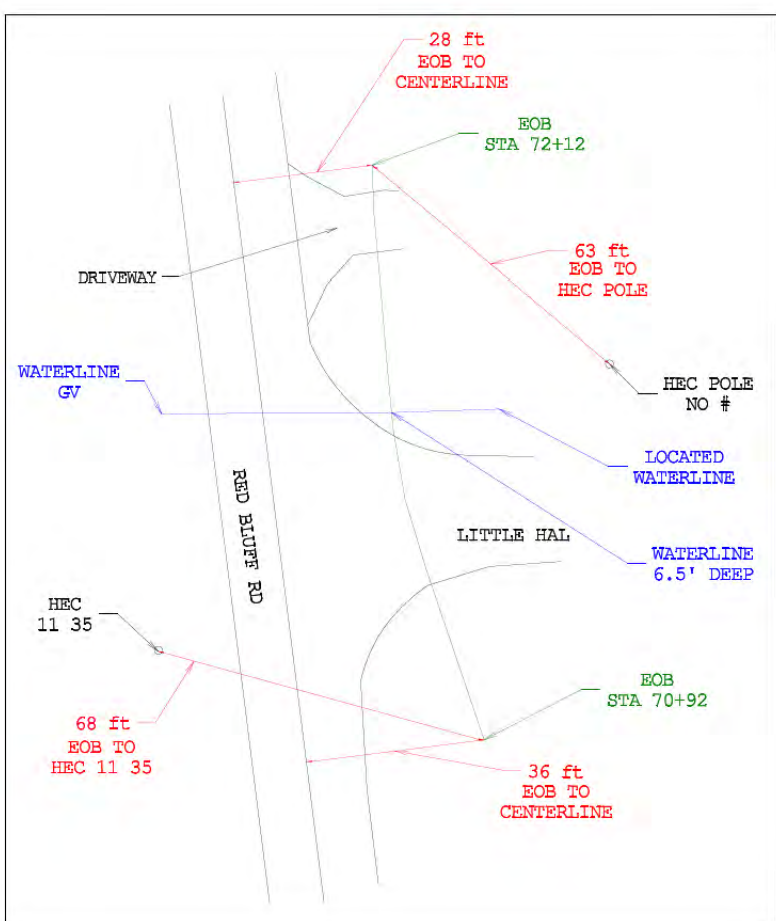 28 ft
EOB TO
CENTERLINE
EOB
STA 72+12
63 ft
EOB TO
HEC POLE
DRIVEWAY
WATERLINE
GV
HEC POLE
NO #
LOCATED
WATERLINE
RED BLUFF RD
LITTLE HAL
WATERLINE
6.5' DEEP
HEC
11 35
EOB
STA 70+92
68 ft
EOB TO
HEC 11 35
36 ft
EOB TO
CENTERLINE